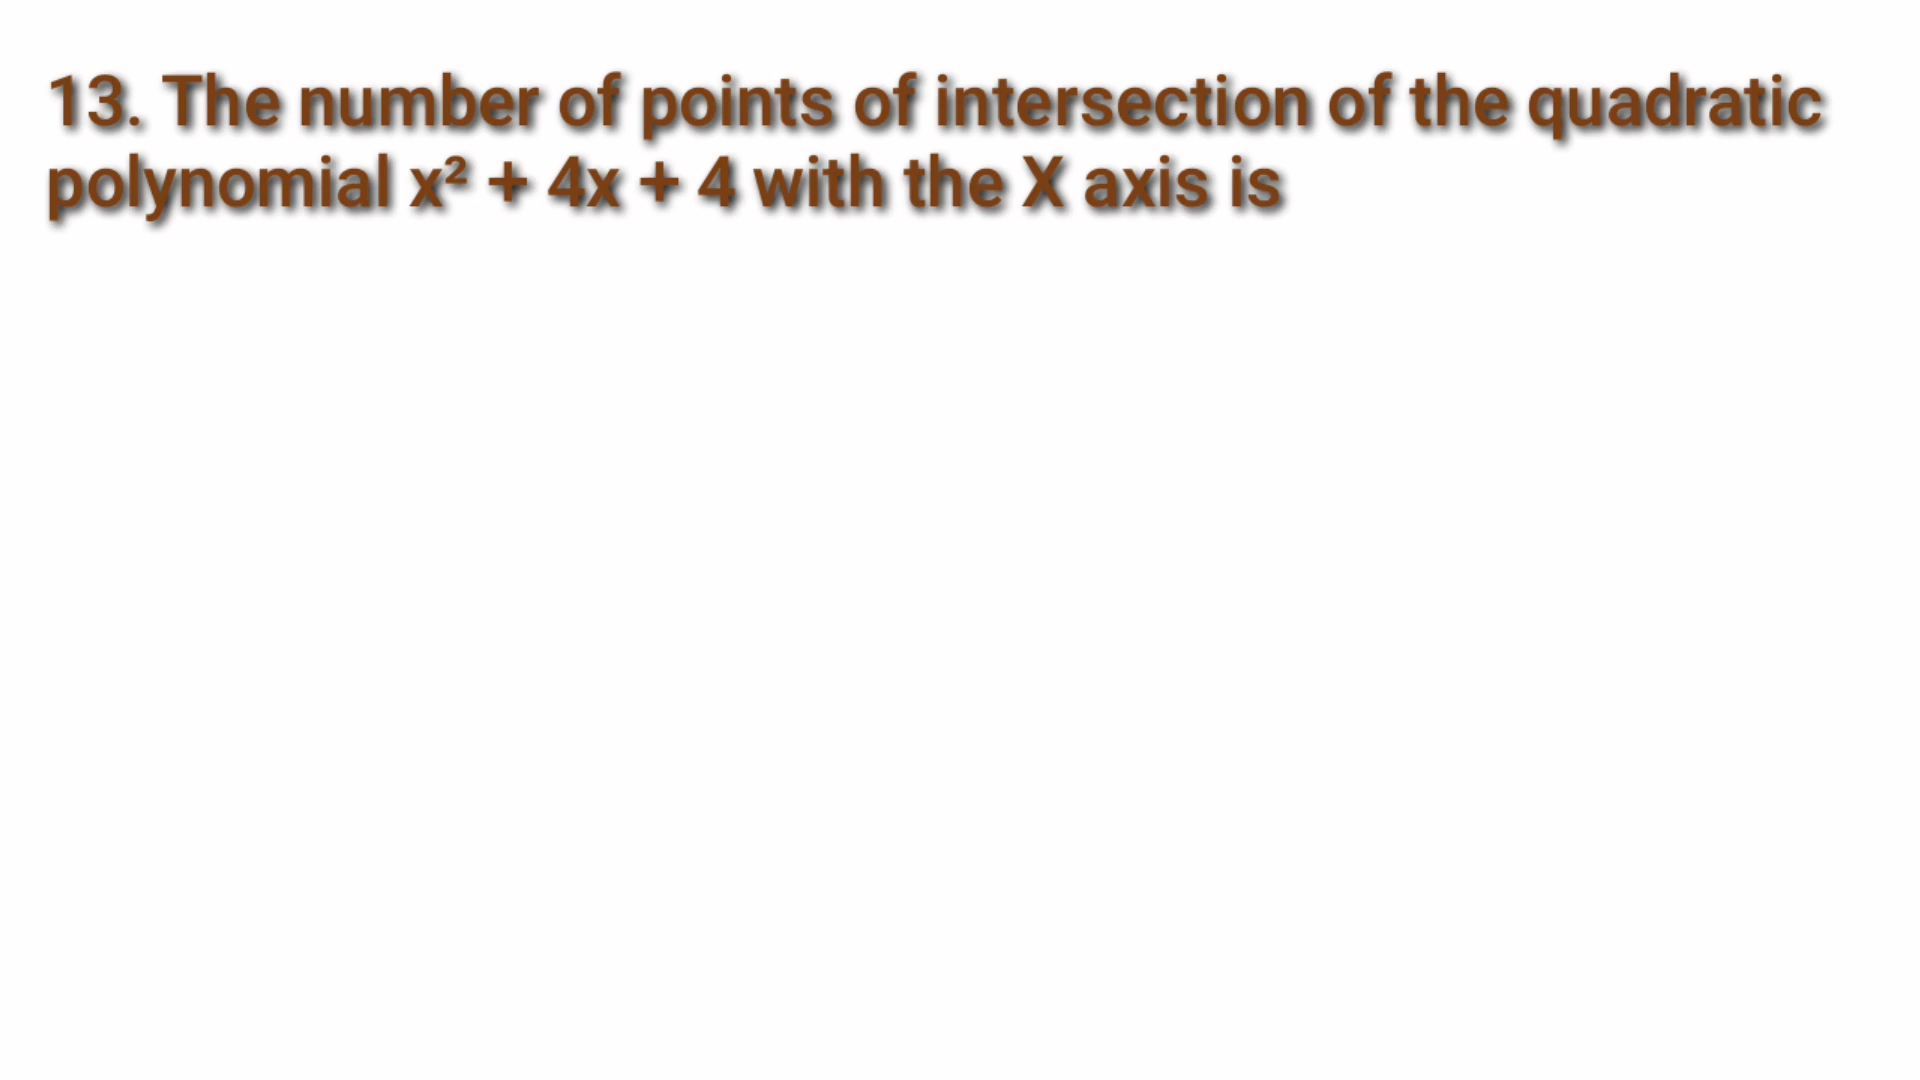 13. The number of points of intersection of the quadratic
polynomial x² + 4x + 4 with the X axis is